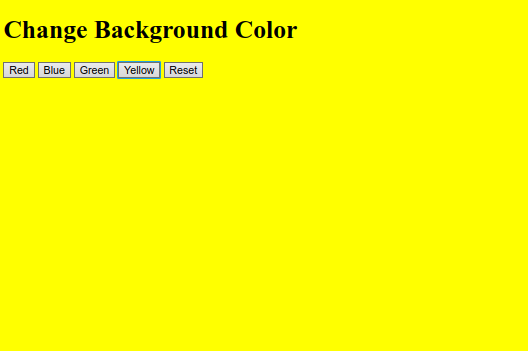 Change Background Color
Red Blue Green Yellow Reset